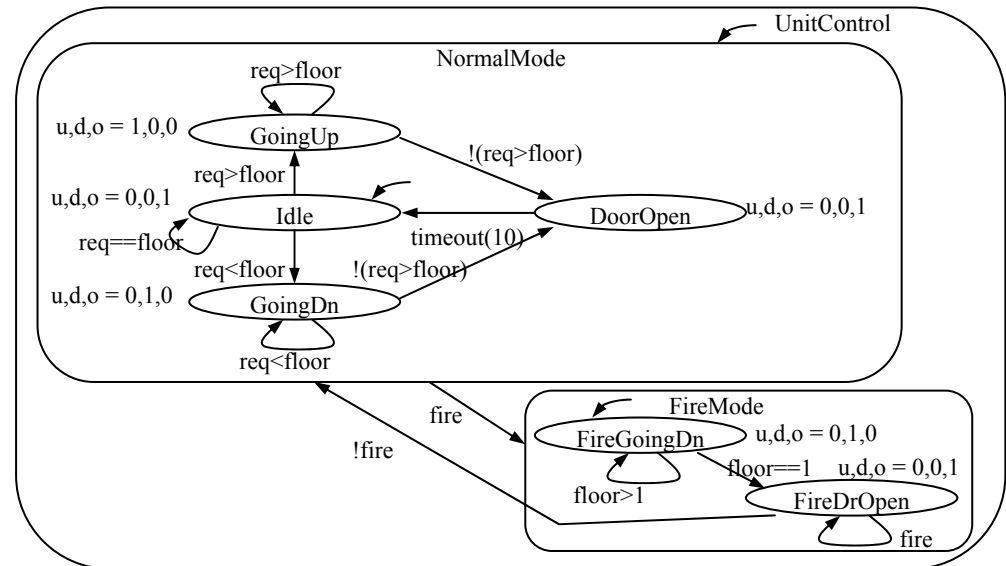 UnitControl
NormalMode
req>floor
u,d,o = 1,0,0
GoingUp
!(req>floor)
req>floor
u,d,o = 0,0,1
Idle
DoorOpen
u,d,o = 0,0,1
req==floor
timeout(10)
req<floor
!(req>floor)
u,d,o = 0,1,0
GoingDn
req<floor
fire
FireMode
!fire
FireGoingDn
u,d,o = 0,1,0
floor==1
u,d,o = 0,0,1
floor>1
FireDrOpen
fire